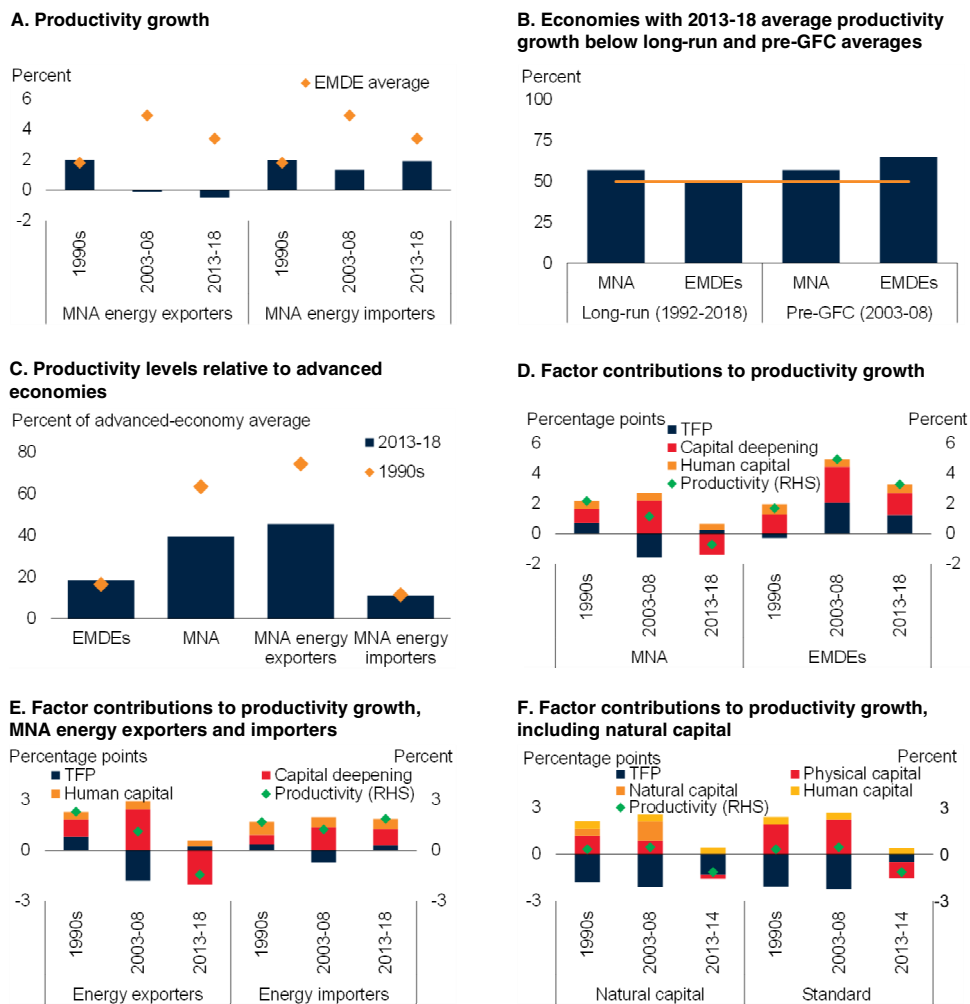 A. Productivity growth
Percent
EMDE average
6
4
2
0
-2
1990s
2003-08
2013-18
1990s
2003-08
2013-18
MNA energy exporters
MNA energy importers
B. Economies with 2013-18 average productivity
growth below long-run and pre-GFC averages
Percent
100
75
50
25
0
MNA
EMDEs
MNA
EMDEs
Long-run (1992-2018)
Pre-GFC (2003-08)
C. Productivity levels relative to advanced
economies
Percent of advanced-economy average
2013-18
1990s
80
60
40
20
0
EMDEs
MNA
MNA energy
exporters
MNA energy
importers
D. Factor contributions to productivity growth
Percentage points
Percent
TFP
Capital deepening
Human capital
Productivity (RHS)
6
4
2
0
-2
6
4
2
0
-2
1990s
2003-08
2013-18
1990s
2003-08
2013-18
MNA
EMDEs
E. Factor contributions to productivity growth,
MNA energy exporters and importers
Percentage points
Percent
TFP
Capital deepening
Human capital
Productivity (RHS)
3
0
-3
3
0
-3
1990s
2003-08
2013-18
1990s
2003-08
2013-18
Energy exporters
Energy importers
F. Factor contributions to productivity growth,
including natural capital
Percentage points
Percent
TFP
Physical capital
Natural capital
Human capital
Productivity (RHS)
3
0
-3
3
0
-3
1990s
2003-08
2013-14
1990s
2003-08
2013-14
Natural capital
Standard